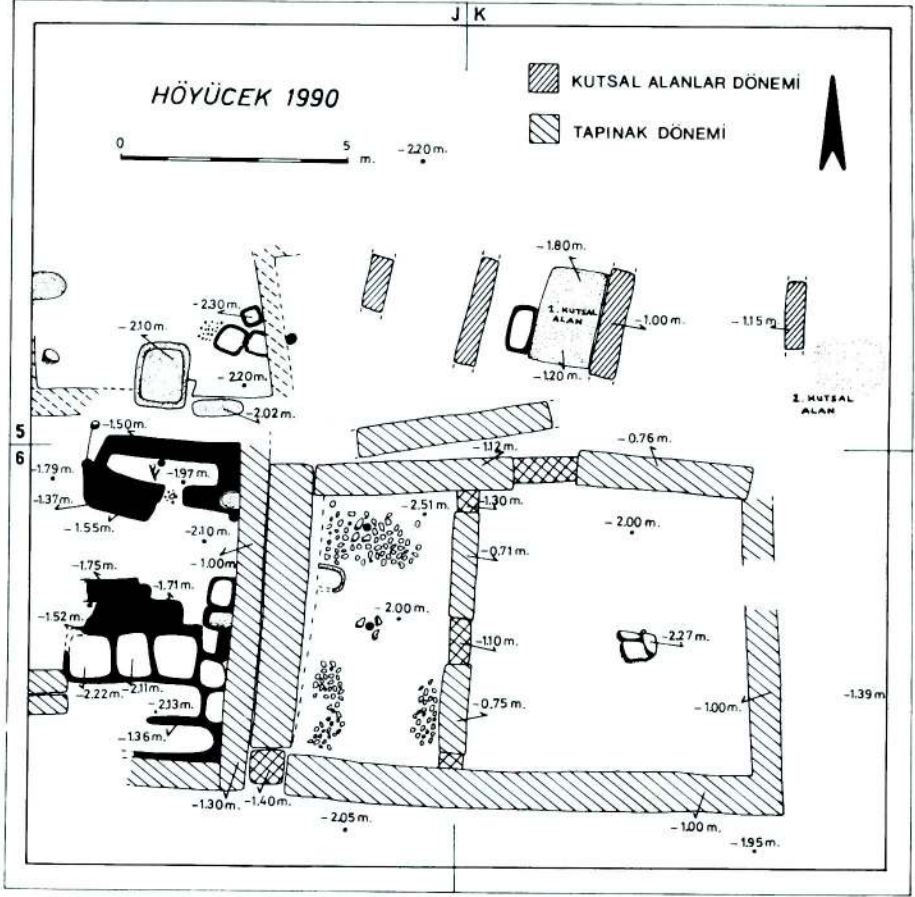 J K
HÖYÜCEK 1990
KUTSAL ALANLAR DÖNEMİ
TAPINAK DÖNEMİ
0 5 m.
-2.20 m.
-1.80 m.
-2.30 m.
1. KUTSAL
ALAN
-1.00 m.
-1.15 m
-2.10 m.
-2.20 m.
-1.20 m.
-2.02 m.
2. KUTSAL
ALAN
5
6
-1.50 m.
-1.12 m.
-0.76 m.
-1.79 m.
-1.97 m.
-1.37 m.
-2.51 m.
-1.30 m.
-1.55 m.
-2.10 m.
-2.00 m.
-1.00 m
-0.71 m.
-1.75 m.
-1.71 m.
-1.52 m.
-2.00 m.
-1.10 m.
-2.27 m.
-2.22 m.
-2.11 m.
-2.13 m.
-0.75 m.
-1.00 m.
-1.39 m
-1.36 m.
-1.30 m.
-1.40 m.
-2.05 m.
-1.00 m.
-1.95 m.